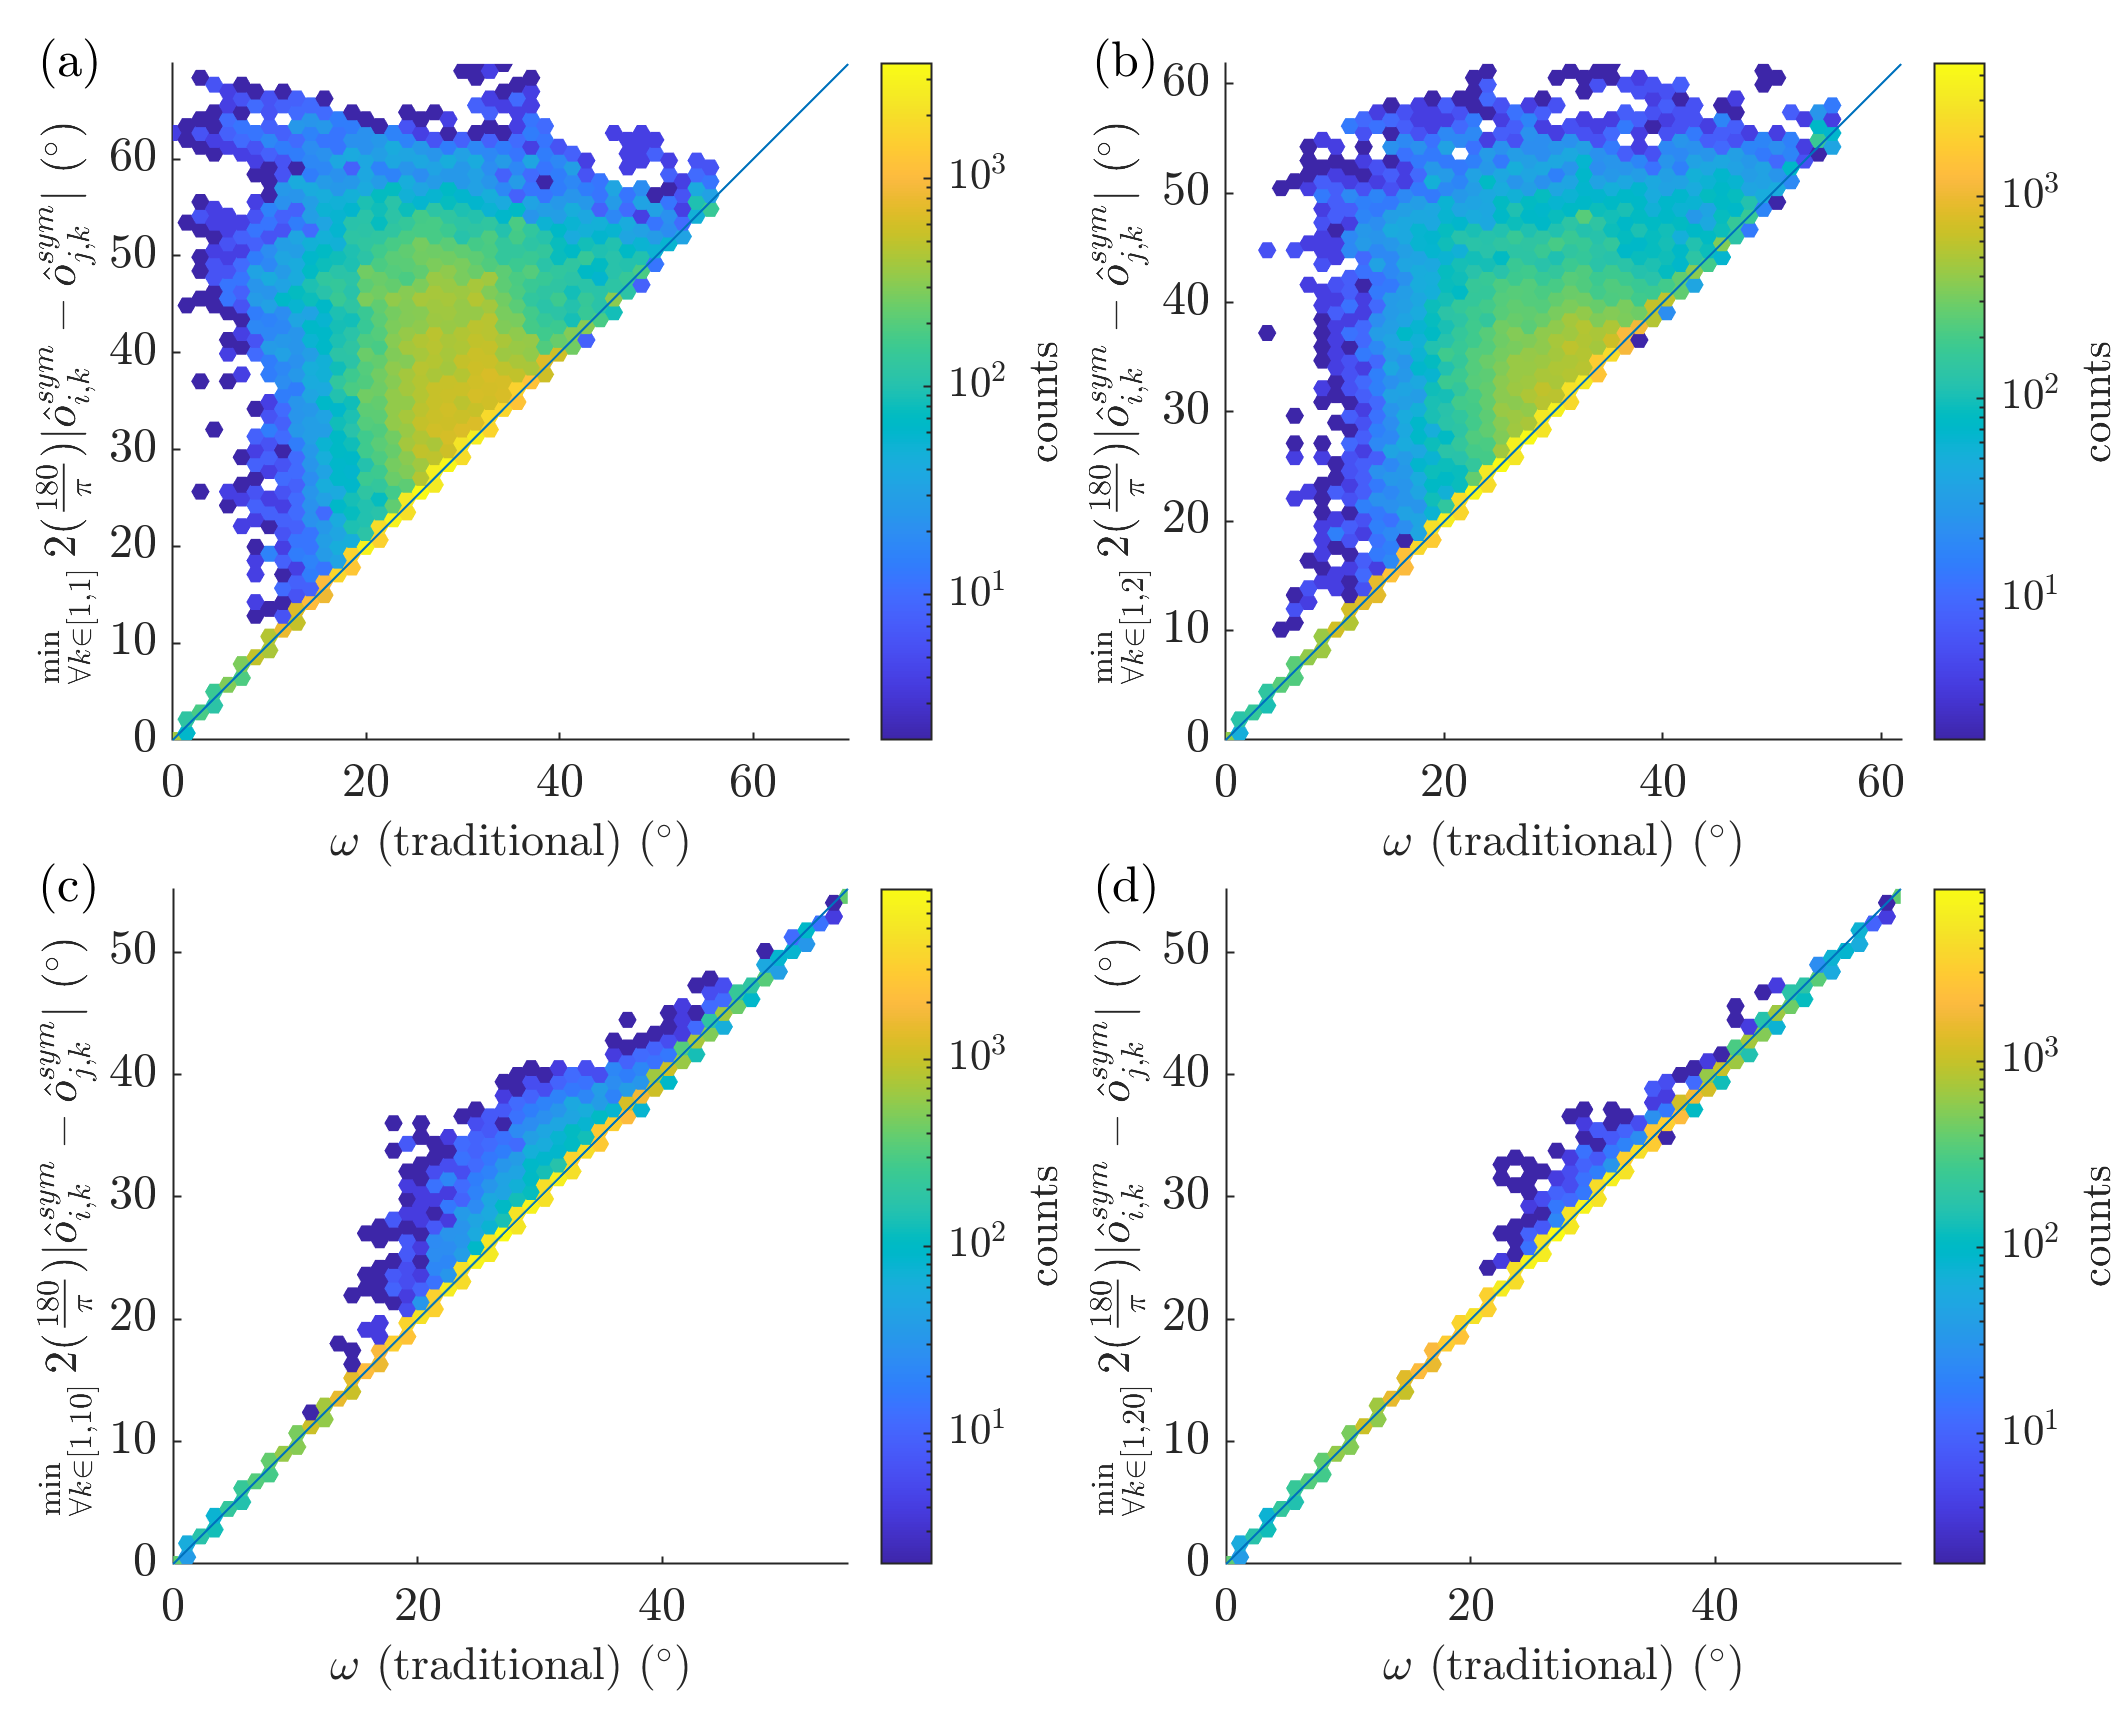 (a)
min ∀k∈[1,1] 2(180/π)|ô^sym_i,k − ô^sym_j,k| (°)
60
50
40
30
20
10
0
0 20 40 60
ω (traditional) (°)
10^3
10^2
10^1
counts
(b)
min ∀k∈[1,2] 2(180/π)|ô^sym_i,k − ô^sym_j,k| (°)
60
50
40
30
20
10
0
0 20 40 60
ω (traditional) (°)
10^3
10^2
10^1
counts
(c)
min ∀k∈[1,10] 2(180/π)|ô^sym_i,k − ô^sym_j,k| (°)
50
40
30
20
10
0
0 20 40
ω (traditional) (°)
10^3
10^2
10^1
counts
(d)
min ∀k∈[1,20] 2(180/π)|ô^sym_i,k − ô^sym_j,k| (°)
50
40
30
20
10
0
0 20 40
ω (traditional) (°)
10^3
10^2
10^1
counts